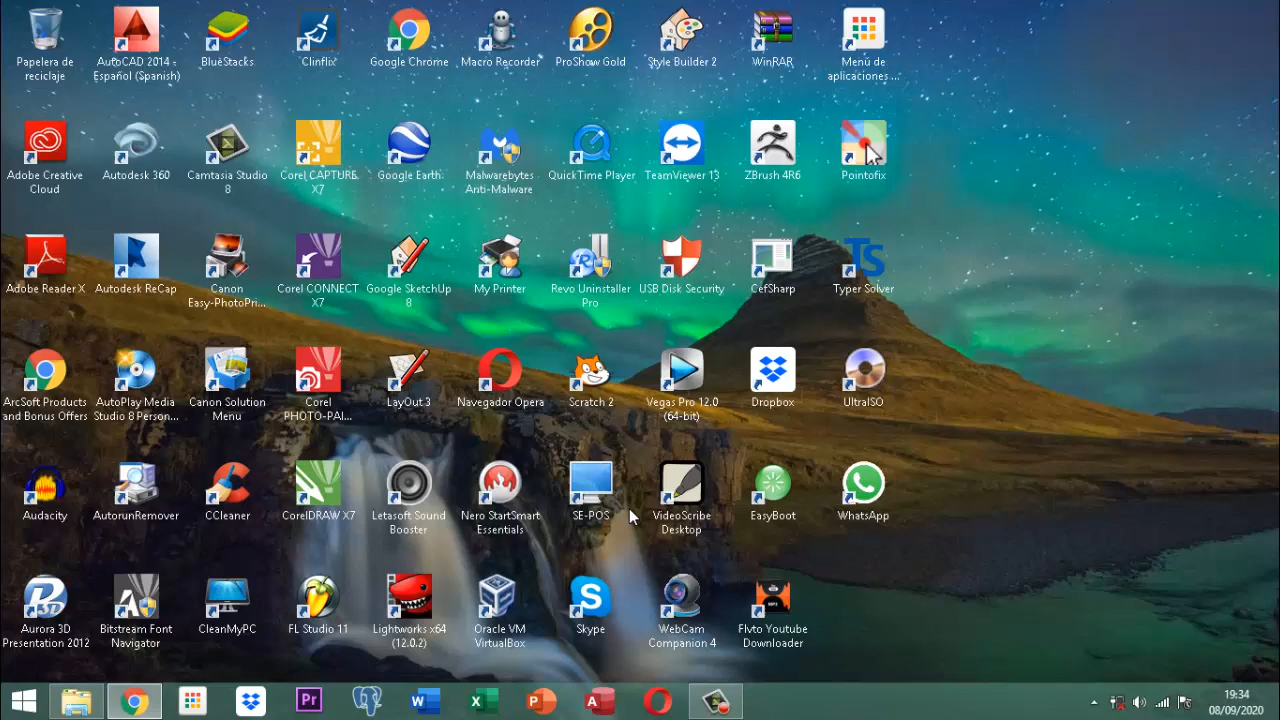 Papelera de
reciclaje
AutoCAD 2014 -
Español (Spanish)
BlueStacks
Clinflix
Google Chrome
Macro Recorder
ProShow Gold
Style Builder 2
WinRAR
Menú de
aplicaciones ...
Adobe Creative
Cloud
Autodesk 360
Camtasia Studio
8
Corel CAPTURE
X7
Google Earth
Malwarebytes
Anti-Malware
QuickTime Player
TeamViewer 13
ZBrush 4R6
Pointofix
Adobe Reader X
Autodesk ReCap
Canon
Easy-PhotoPri...
Corel CONNECT
X7
Google SketchUp
8
My Printer
Revo Uninstaller
Pro
USB Disk Security
CefSharp
Ts
Typer Solver
ArcSoft Products
and Bonus Offers
AutoPlay Media
Studio 8 Person...
Canon Solution
Menu
Corel
PHOTO-PAI...
LayOut 3
Navegador Opera
Scratch 2
Vegas Pro 12.0
(64-bit)
Dropbox
UltraISO
Audacity
AutorunRemover
CCleaner
CorelDRAW X7
Letasoft Sound
Booster
Nero StartSmart
Essentials
SE-POS
VideoScribe
Desktop
EasyBoot
WhatsApp
Aurora 3D
Presentation 2012
Bitstream Font
Navigator
CleanMyPC
FL Studio 11
Lightworks x64
(12.0.2)
Oracle VM
VirtualBox
Skype
WebCam
Companion 4
MP3
Flvto Youtube
Downloader
Pr
W
X
P
A
19:34
08/09/2020